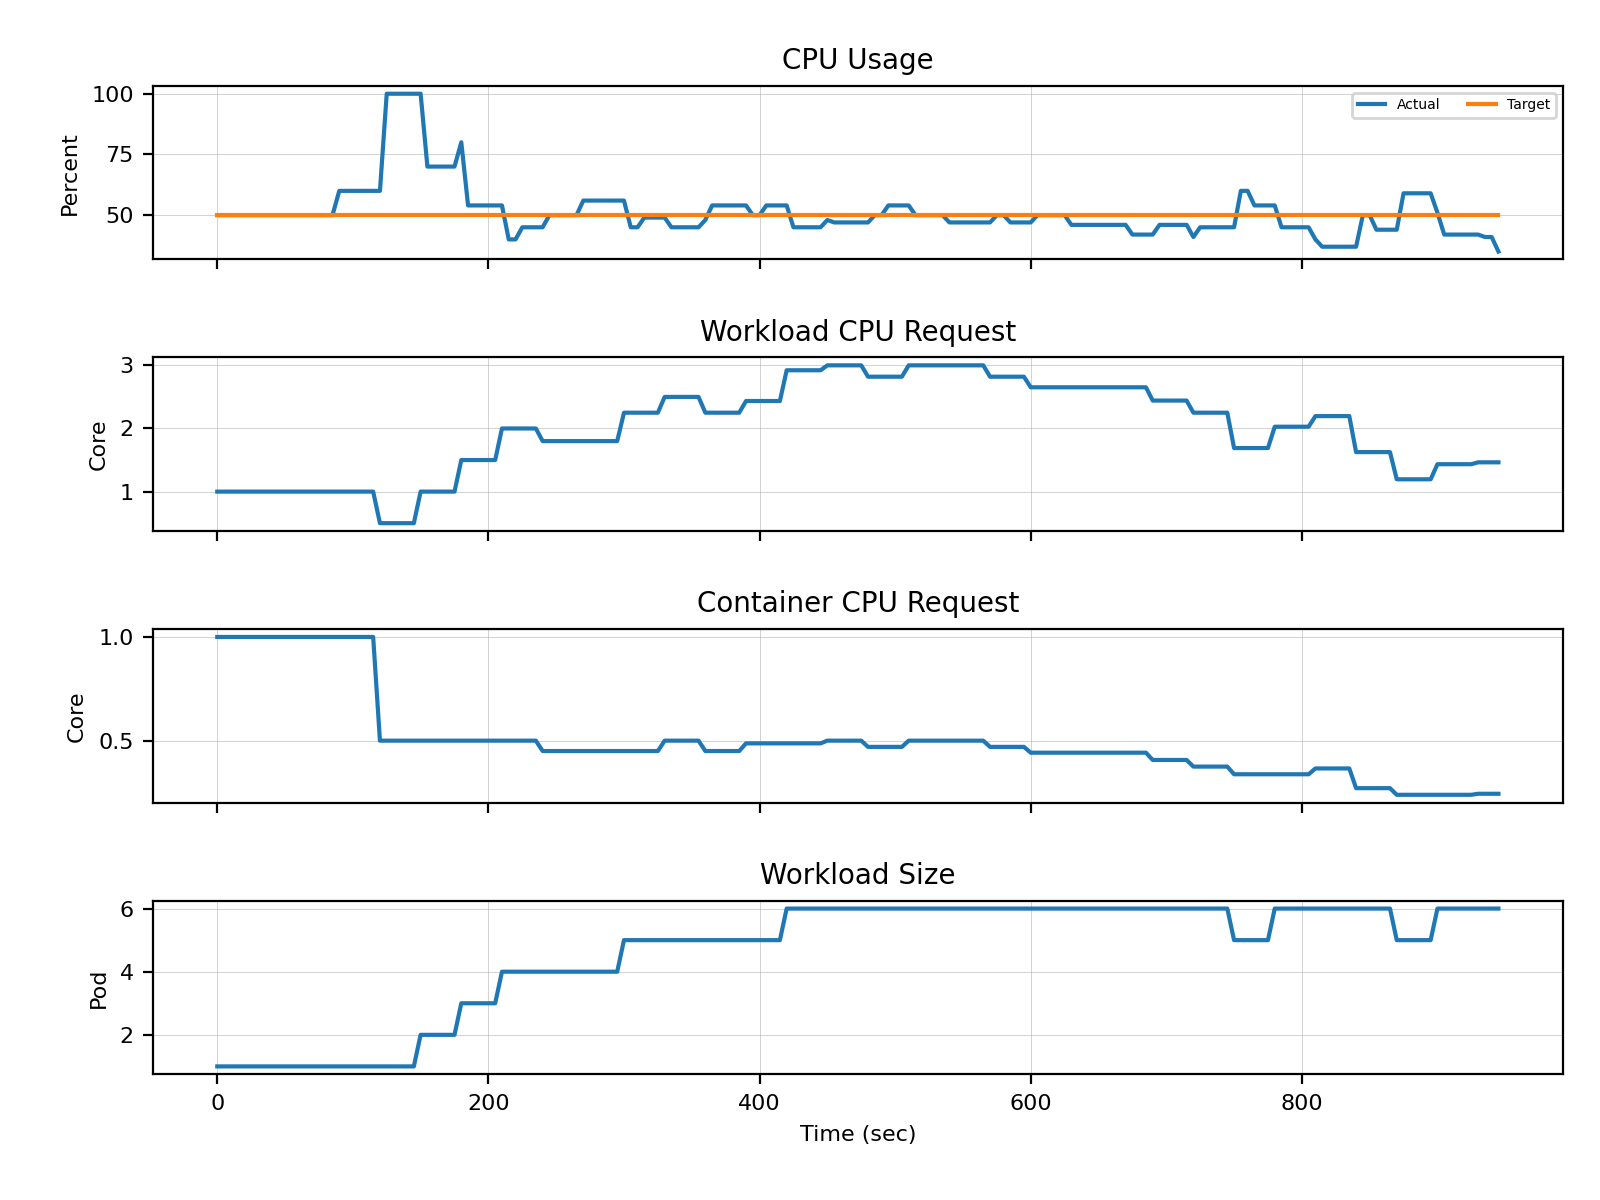 CPU Usage
100
75
50
Percent
Actual
Target
Workload CPU Request
3
2
1
Core
Container CPU Request
1.0
0.5
Core
Workload Size
6
4
2
Pod
0 200 400 600 800
Time (sec)